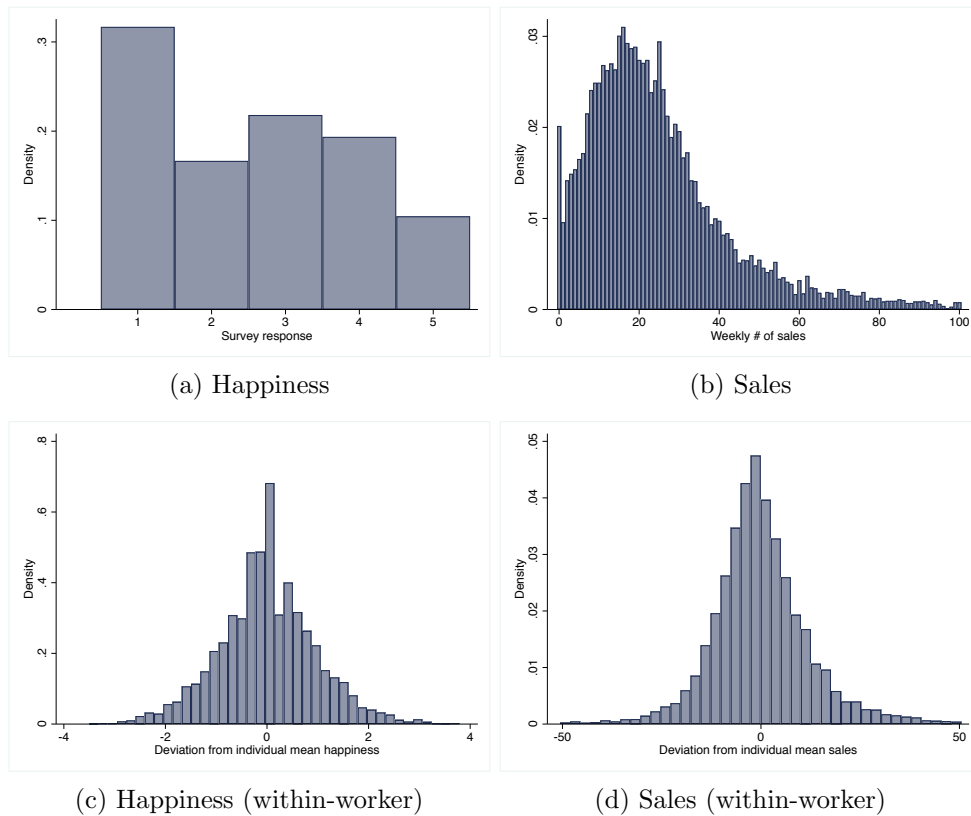 Density
0
.1
.2
.3
1 2 3 4 5
Survey response
(a) Happiness
Density
0
.01
.02
.03
0 20 40 60 80 100
Weekly # of sales
(b) Sales
Density
0
.2
.4
.6
.8
-4 -2 0 2 4
Deviation from individual mean happiness
(c) Happiness (within-worker)
Density
0
.01
.02
.03
.04
.05
-50 0 50
Deviation from individual mean sales
(d) Sales (within-worker)